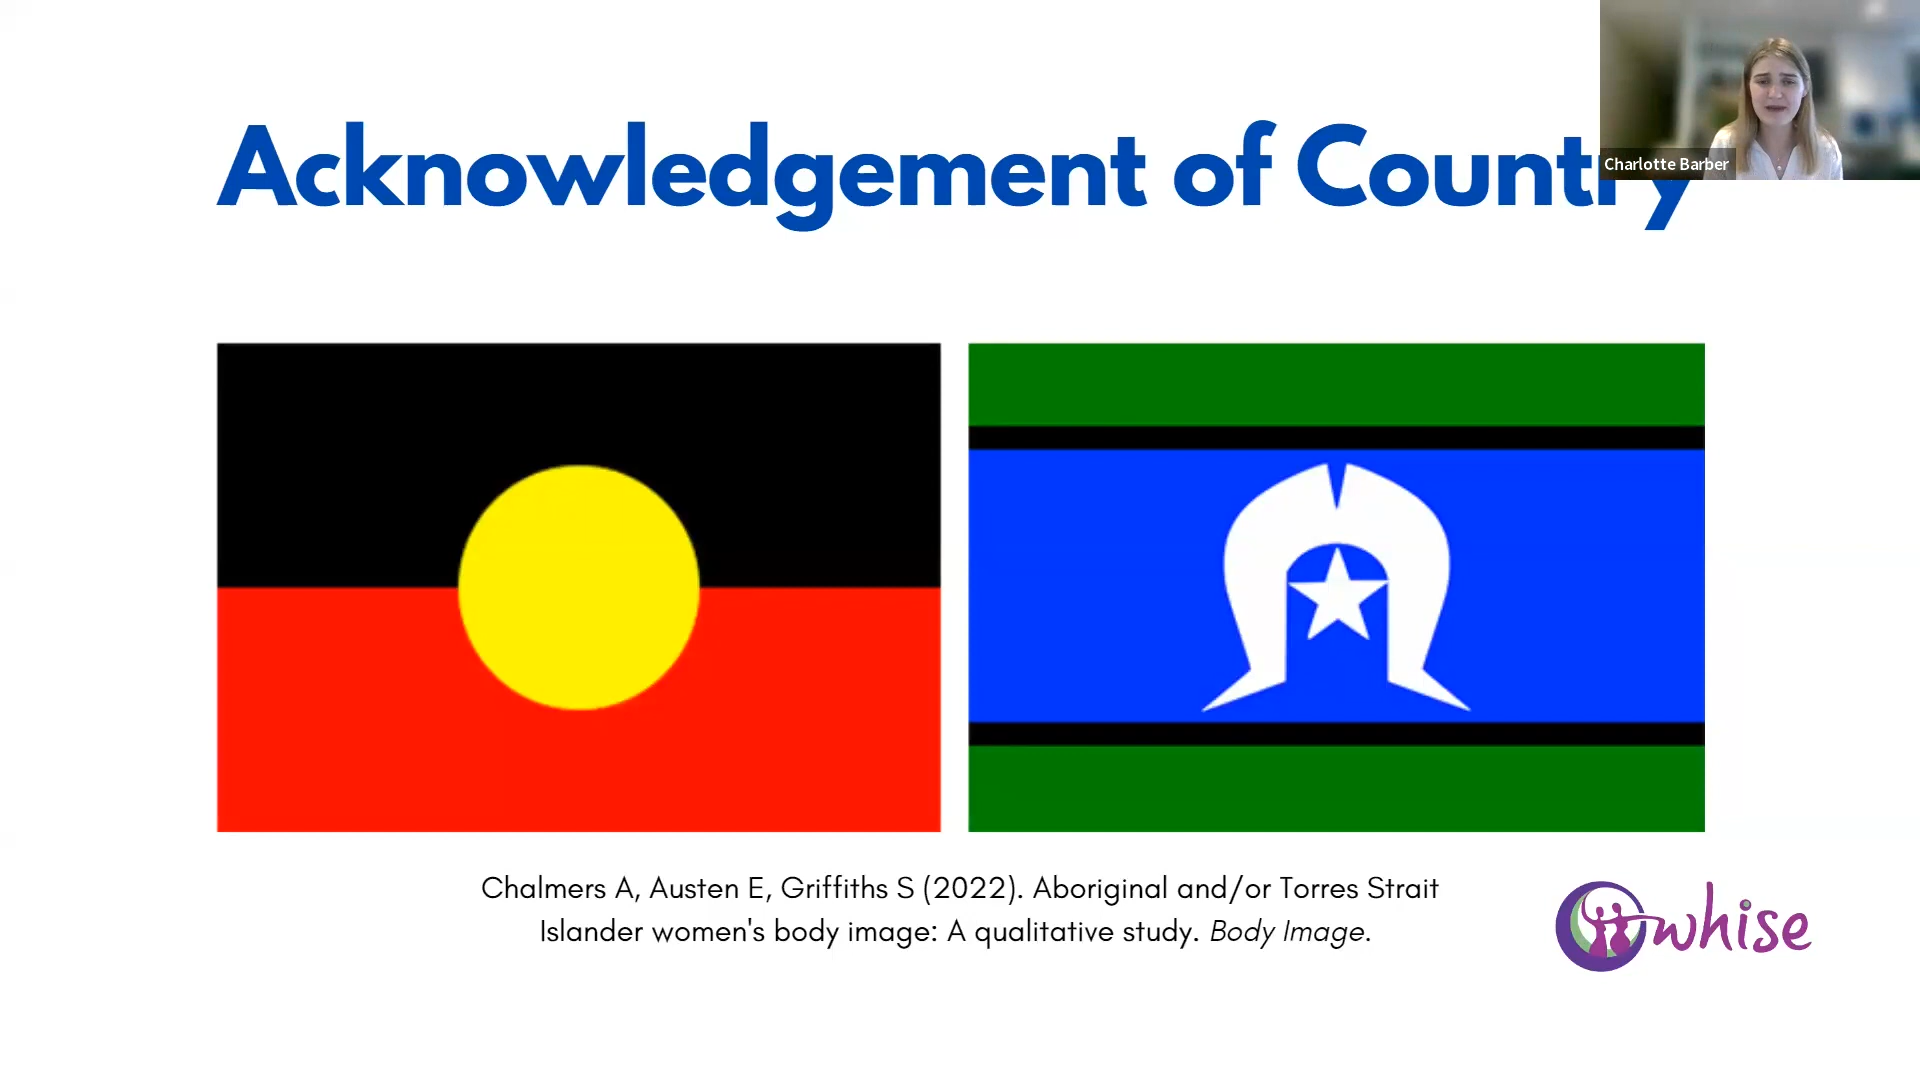 Acknowledgement of Country
Charlotte Barber
Chalmers A, Austen E, Griffiths S (2022). Aboriginal and/or Torres Strait
Islander women's body image: A qualitative study. Body Image.
whise